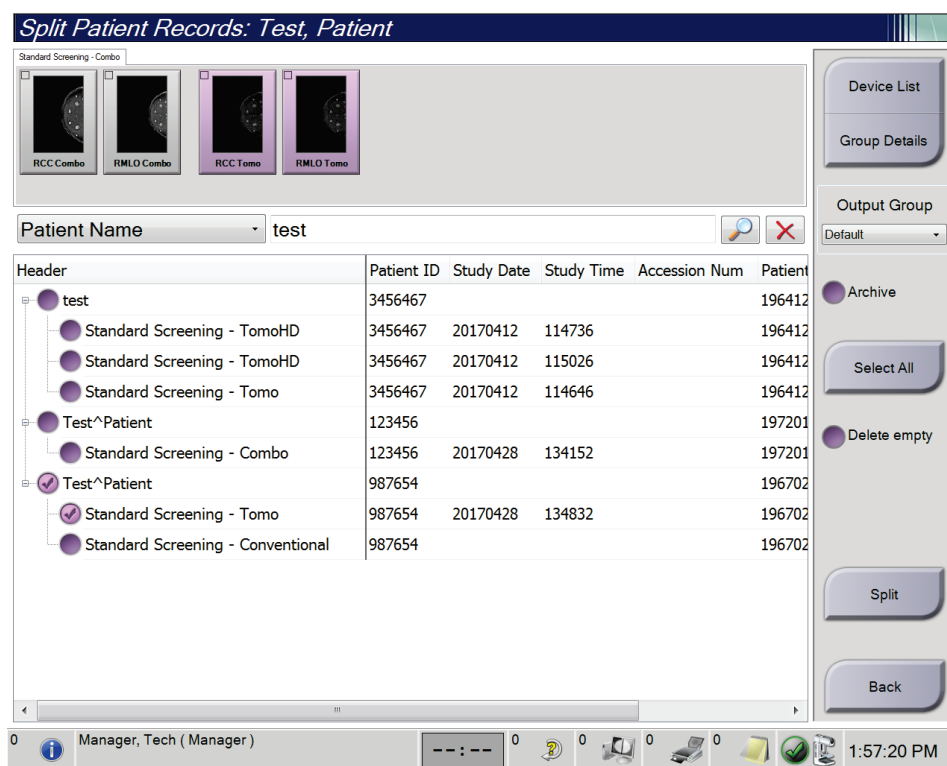 Split Patient Records: Test, Patient
Standard Screening - Combo
RCC Combo RMLO Combo RCC Tomo RMLO Tomo
Device List
Group Details
Output Group
Default
Archive
Select All
Delete empty
Split
Back
Patient Name test
Header Patient ID Study Date Study Time Accession Num Patient
test 3456467 196412
Standard Screening - TomoHD 3456467 20170412 114736 196412
Standard Screening - TomoHD 3456467 20170412 115026 196412
Standard Screening - Tomo 3456467 20170412 114646 196412
Test^Patient 123456 197201
Standard Screening - Combo 123456 20170428 134152 197201
Test^Patient 987654 196702
Standard Screening - Tomo 987654 20170428 134832 196702
Standard Screening - Conventional 987654 196702
0 Manager, Tech ( Manager ) --:-- 0 0 0 0 1:57:20 PM